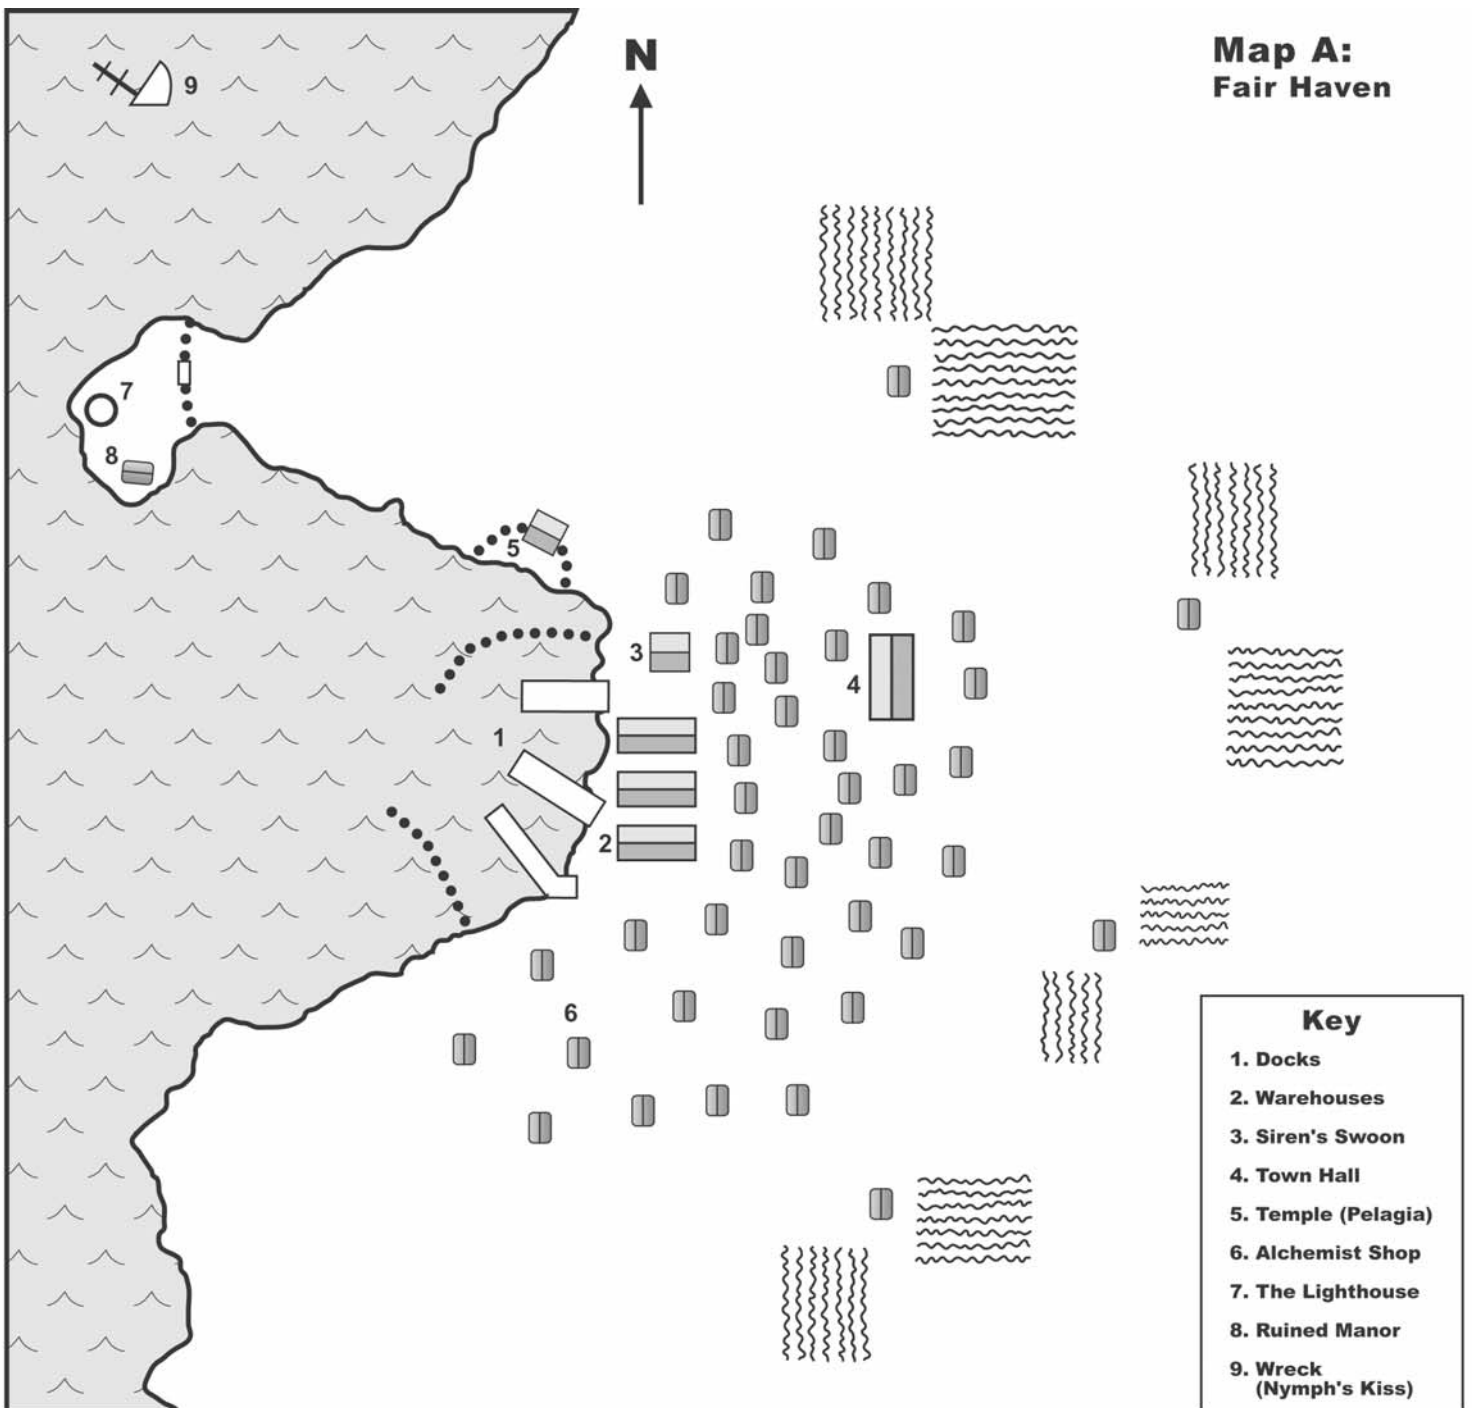 N
Map A:
Fair Haven
9
7
8
5
3
4
1
2
6
Key
1. Docks
2. Warehouses
3. Siren's Swoon
4. Town Hall
5. Temple (Pelagia)
6. Alchemist Shop
7. The Lighthouse
8. Ruined Manor
9. Wreck
(Nymph's Kiss)